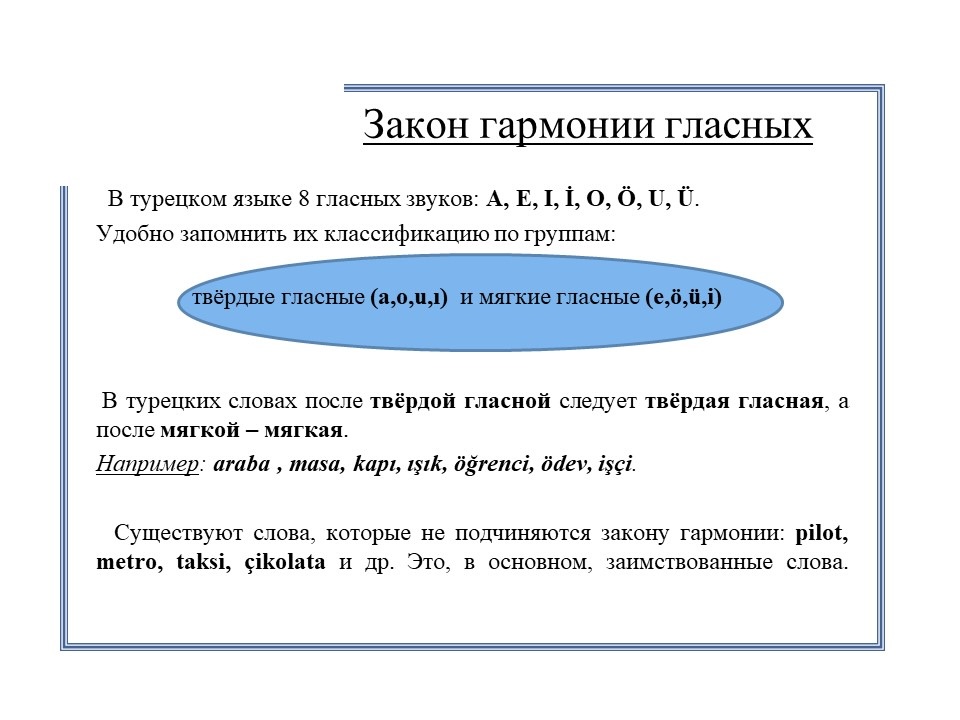 Закон гармонии гласных
В турецком языке 8 гласных звуков: A, E, I, İ, O, Ö, U, Ü.
Удобно запомнить их классификацию по группам:
твёрдые гласные (a,o,u,ı) и мягкие гласные (e,ö,ü,i)
В турецких словах после твёрдой гласной следует твёрдая гласная, а
после мягкой – мягкая.
Например: araba , masa, kapı, ışık, öğrenci, ödev, işçi.
Существуют слова, которые не подчиняются закону гармонии: pilot,
metro, taksi, çikolata и др. Это, в основном, заимствованные слова.